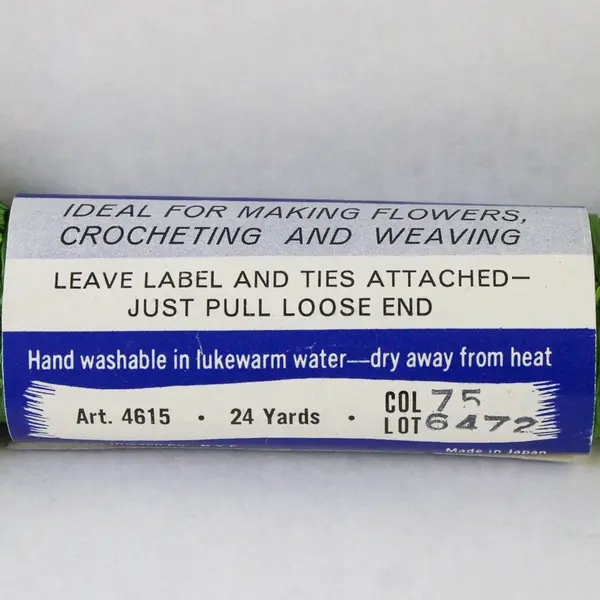 IDEAL FOR MAKING FLOWERS,
CROCHETING AND WEAVING
LEAVE LABEL AND TIES ATTACHED—
JUST PULL LOOSE END
Hand washable in lukewarm water—dry away from heat
Art. 4615 • 24 Yards • COL 75
LOT 6472
Made in Japan